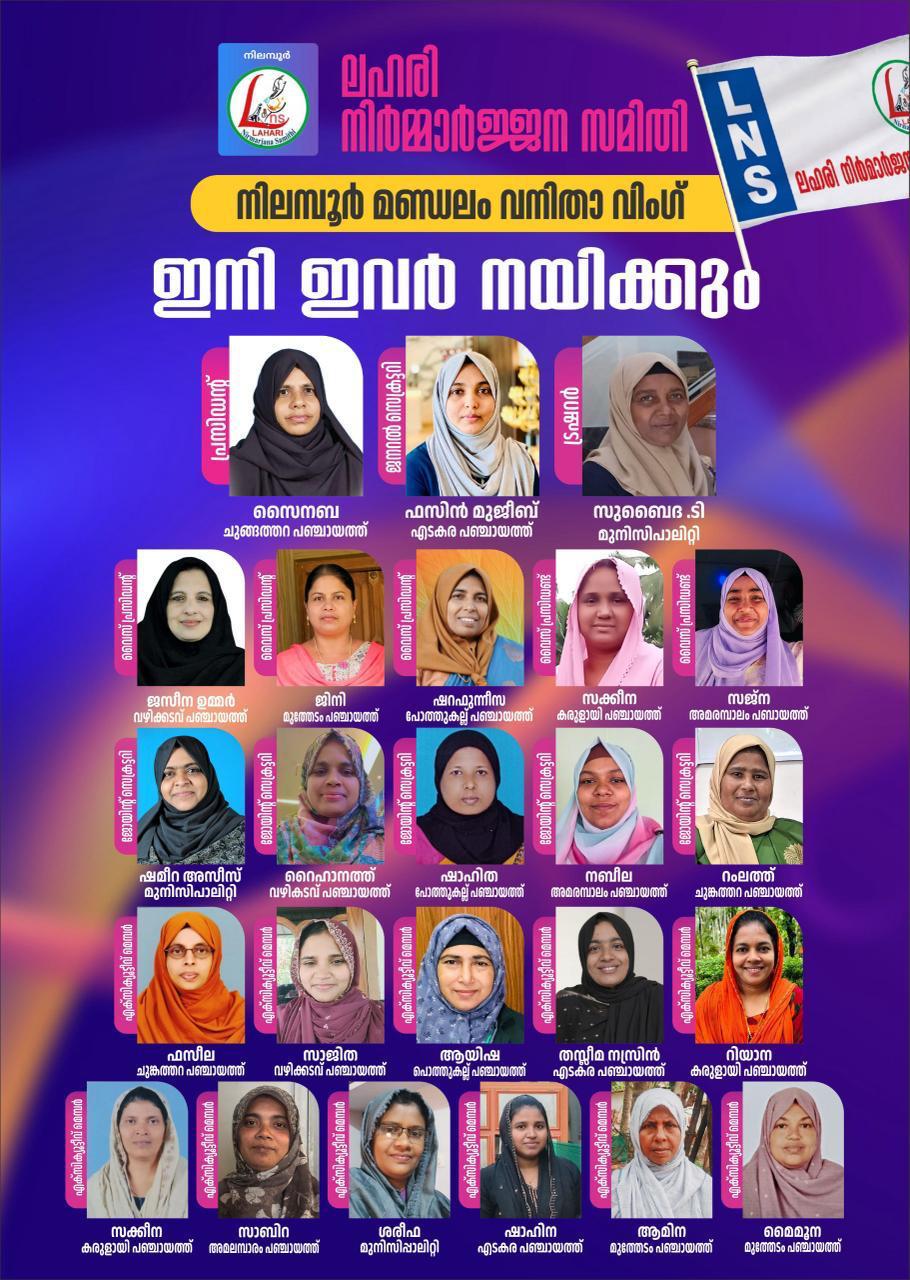 നിലമ്പൂർ
LNS
LAHARI
Nirmarjana Samithi
ലഹരി
നിർമ്മാർജ്ജന സമിതി
LNS
ലഹരി നിർമാർജന
നിലമ്പൂർ മണ്ഡലം വനിതാ വിംഗ്
ഇനി ഇവർ നയിക്കും
പ്രസിഡന്റ്
ജനറൽ സെക്രട്ടറി
ട്രഷറർ
സൈനബ
ചുങ്ങത്തറ പഞ്ചായത്ത്
ഫസിൻ മുജീബ്
എടകര പഞ്ചായത്ത്
സുബൈദ .ടി
മുനിസിപാലിറ്റി
വൈസ് പ്രസിഡന്റ്
വൈസ് പ്രസിഡന്റ്
വൈസ് പ്രസിഡന്റ്
വൈസ് പ്രസിഡണ്ട്
വൈസ് പ്രസിഡണ്ട്
ജസീന ഉമ്മർ
വഴിക്കടവ് പഞ്ചായത്ത്
ജിനി
മുത്തേടം പഞ്ചായത്ത്
ഷറഫുന്നീസ
പോത്തുകല്ല് പഞ്ചായത്ത്
സക്കീന
കരുളായി പഞ്ചായത്ത്
സജ്ന
അമരമ്പാലം പഞ്ചായത്ത്
ജോയിന്റ് സെക്രട്ടറി
ജോയിന്റ് സെക്രട്ടറി
ജോയിന്റ് സെക്രട്ടറി
ജോയിന്റ് സെക്രട്ടറി
ജോയിന്റ് സെക്രട്ടറി
ഷമീറ അസീസ്
മുനിസിപാലിറ്റി
റൈഹാനത്ത്
വഴികടവ് പഞ്ചായത്ത്
ഷാഹിത
പോത്തുകല്ല് പഞ്ചായത്ത്
നബീല
അമരമ്പാലം പഞ്ചായത്ത്
റംലത്ത്
ചുങ്കത്തറ പഞ്ചായത്ത്
എക്സിക്യൂട്ടീവ് മെമ്പർ
എക്സിക്യൂട്ടീവ് മെമ്പർ
എക്സിക്യൂട്ടീവ് മെമ്പർ
എക്സിക്യൂട്ടീവ് മെമ്പർ
എക്സിക്യൂട്ടീവ് മെമ്പർ
ഫസീല
ചുങ്കത്തറ പഞ്ചായത്ത്
സാജിത
വഴിക്കടവ് പഞ്ചായത്ത്
ആയിഷ
പൊത്തുകല്ല് പഞ്ചായത്ത്
തസ്ലീമ നസ്രിൻ
എടകര പഞ്ചായത്ത്
റിയാന
കരുളായി പഞ്ചായത്ത്
എക്സിക്യൂട്ടീവ് മെമ്പർ
എക്സിക്യൂട്ടീവ് മെമ്പർ
എക്സിക്യൂട്ടീവ് മെമ്പർ
എക്സിക്യൂട്ടീവ് മെമ്പർ
എക്സിക്യൂട്ടീവ് മെമ്പർ
എക്സിക്യൂട്ടീവ് മെമ്പർ
സക്കീന
കരുളായി പഞ്ചായത്ത്
സാബിറ
അമലമ്പാരം പഞ്ചായത്ത്
ശരീഫ
മുനിസിപ്പാലിറ്റി
ഷാഹിന
എടകര പഞ്ചായത്ത്
ആമിന
മുത്തേടം പഞ്ചായത്ത്
മൈമൂന
മുത്തേടം പഞ്ചായത്ത്